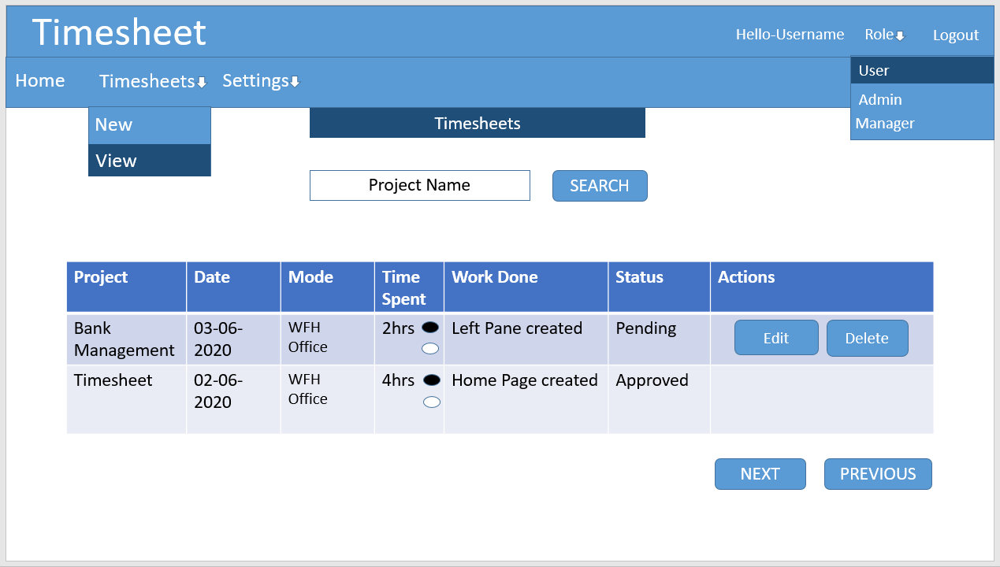 Timesheet
Hello-Username
Role
Logout
Home
Timesheets
Settings
User
Admin
Manager
New
View
Timesheets
Project Name
SEARCH
Project
Date
Mode
Time
Spent
Work Done
Status
Actions
Bank
Management
03-06-
2020
WFH
Office
2hrs
Left Pane created
Pending
Edit
Delete
Timesheet
02-06-
2020
WFH
Office
4hrs
Home Page created
Approved
NEXT
PREVIOUS